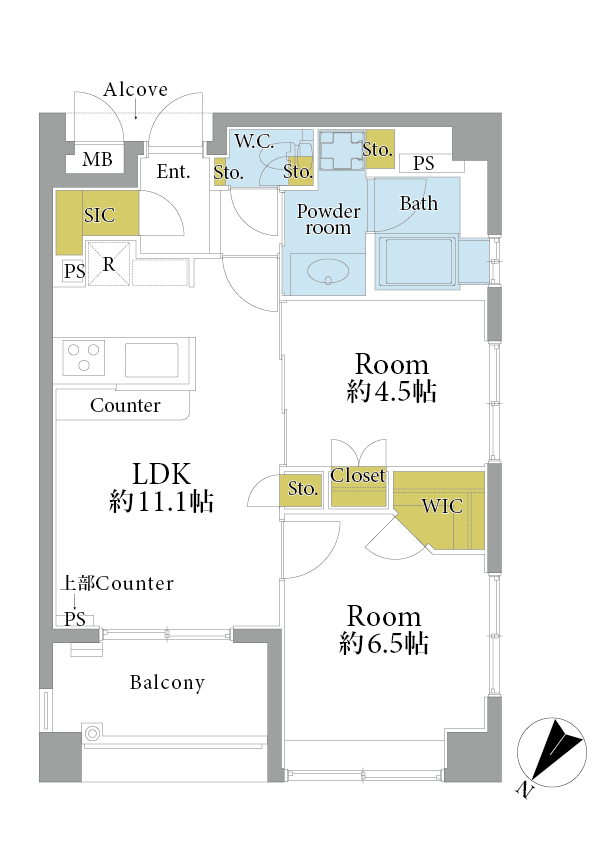 Alcove
MB
Ent.
W.C.
Sto.
Sto.
Sto.
PS
SIC
PS
R
Powder
room
Bath
Counter
Room
約4.5帖
LDK
約11.1帖
Sto.
Closet
WIC
上部Counter
PS
Room
約6.5帖
Balcony
N